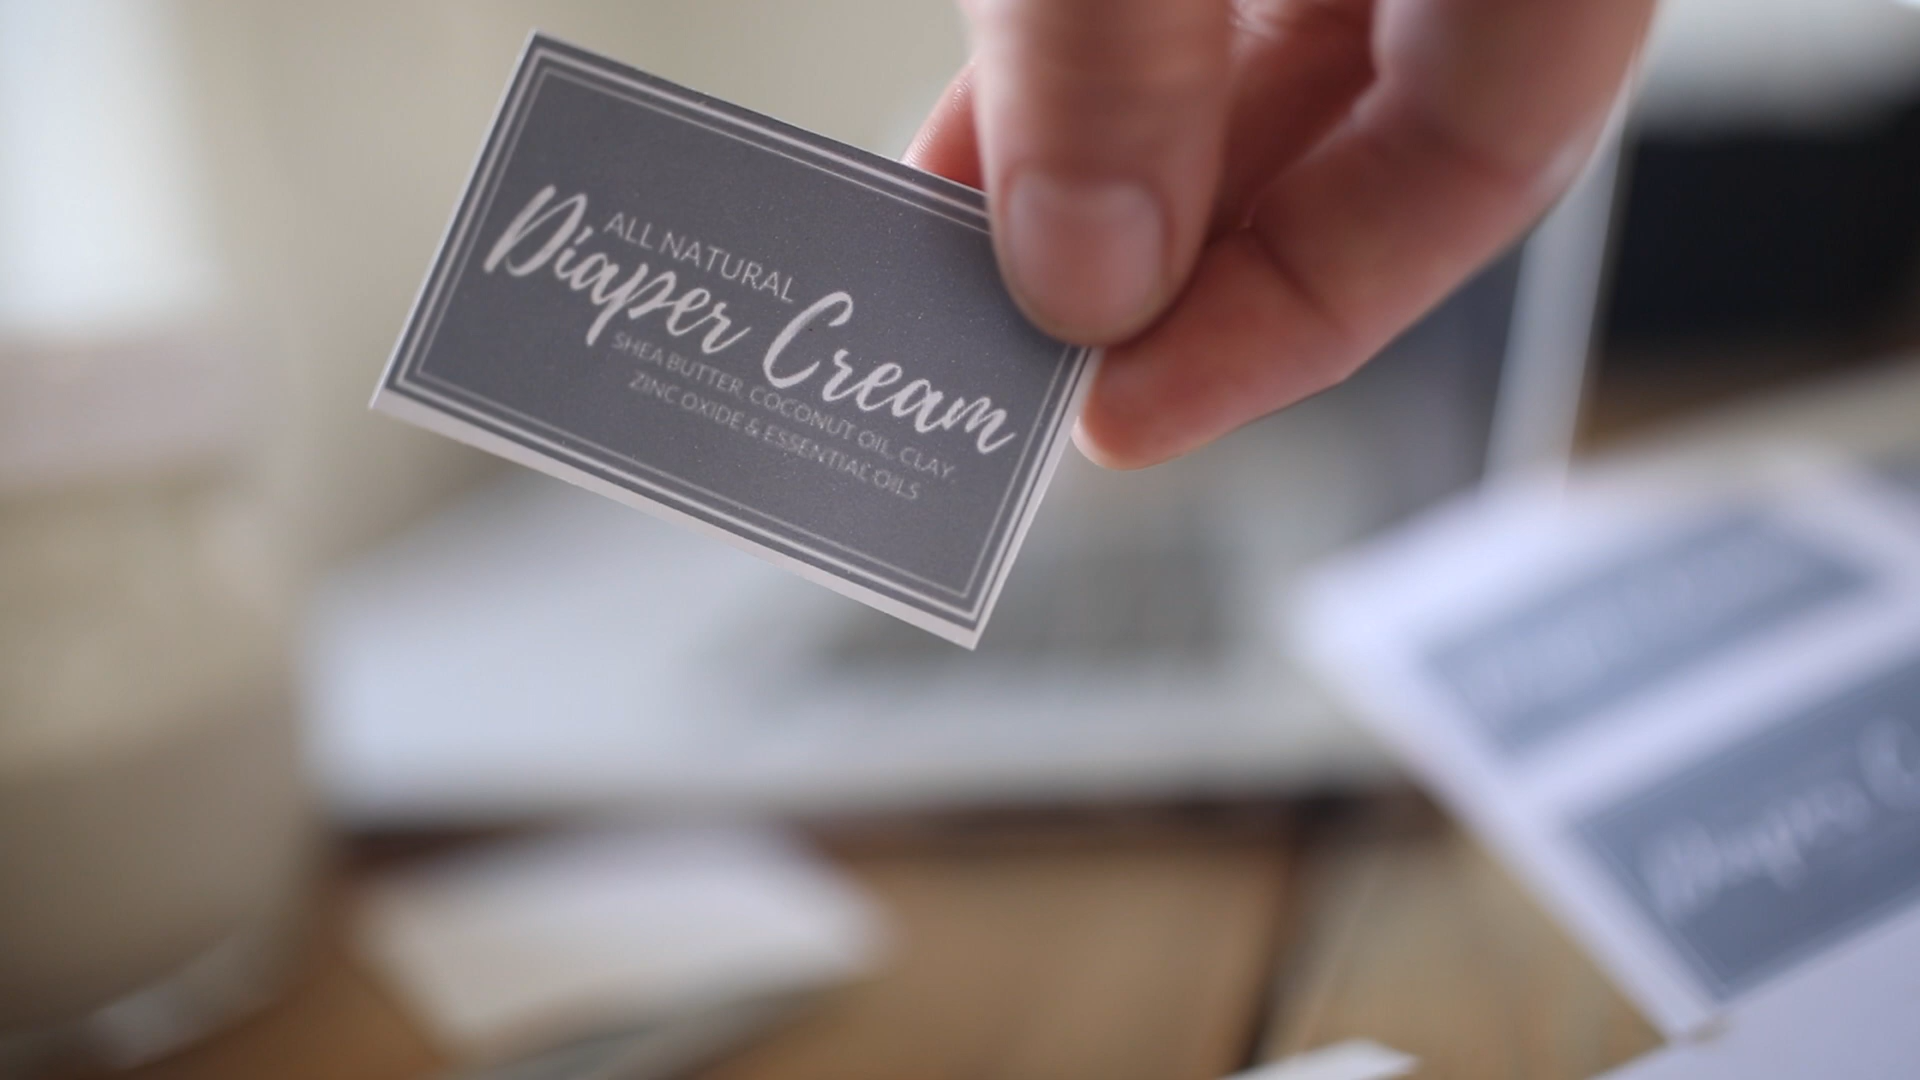 ALL NATURAL
Diaper Cream
SHEA BUTTER, COCONUT OIL, CLAY,
ZINC OXIDE & ESSENTIAL OILS